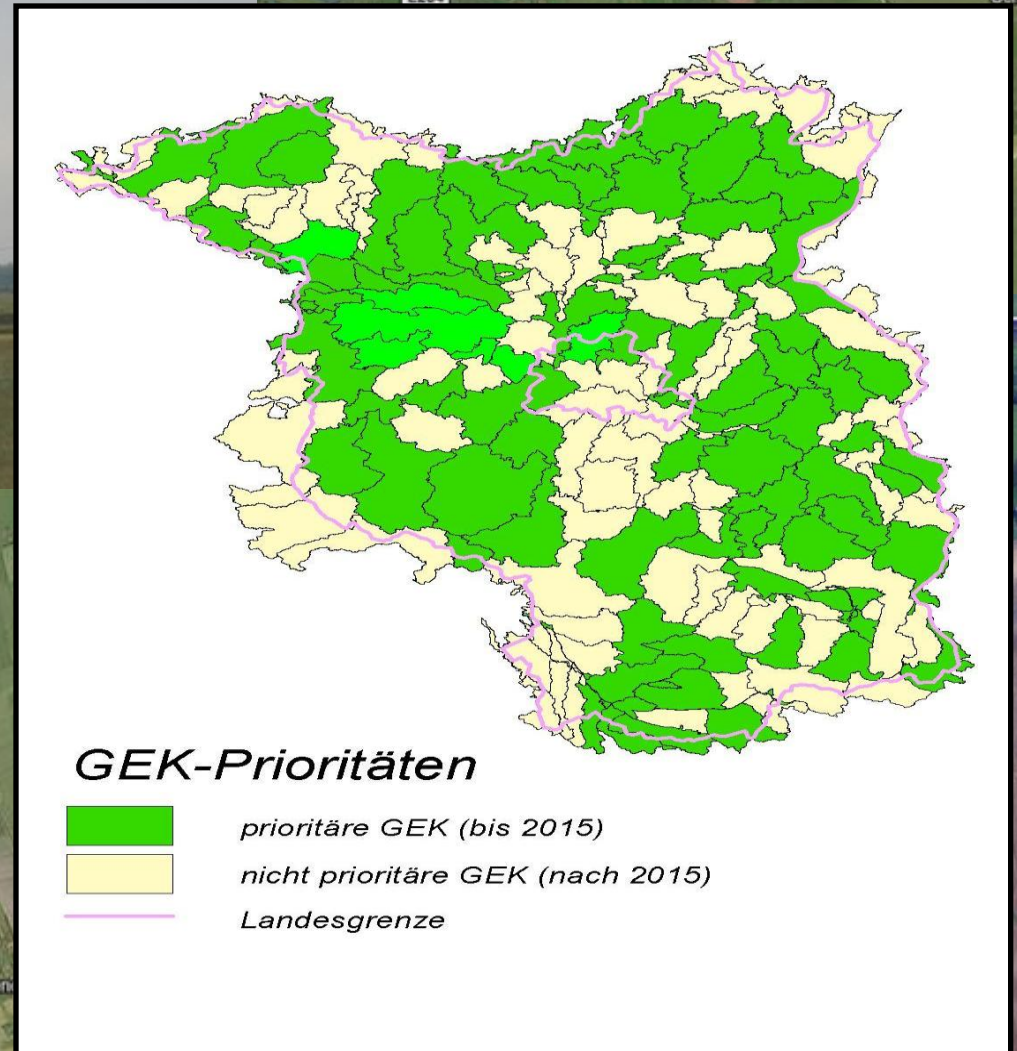 GEK-Prioritäten
prioritäre GEK (bis 2015)
nicht prioritäre GEK (nach 2015)
Landesgrenze